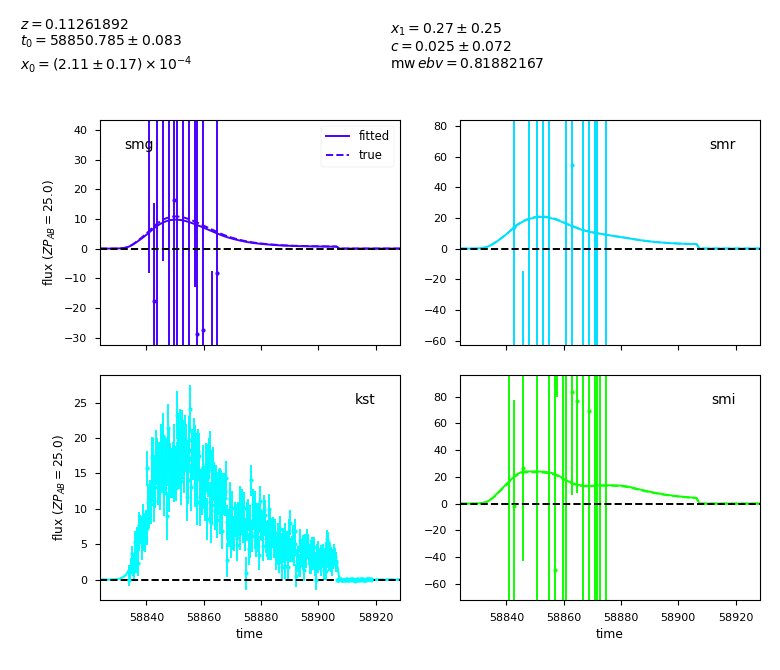 z = 0.11261892
t₀ = 58850.785 ± 0.083
x₀ = (2.11 ± 0.17) × 10⁻⁴
x₁ = 0.27 ± 0.25
c = 0.025 ± 0.072
mw ebv = 0.81882167
smg
fitted
true
flux (ZP_AB = 25.0)
40
30
20
10
0
−10
−20
−30
smr
80
60
40
20
0
−20
−40
−60
kst
flux (ZP_AB = 25.0)
25
20
15
10
5
0
58840 58860 58880 58900 58920
time
smi
80
60
40
20
0
−20
−40
−60
58840 58860 58880 58900 58920
time